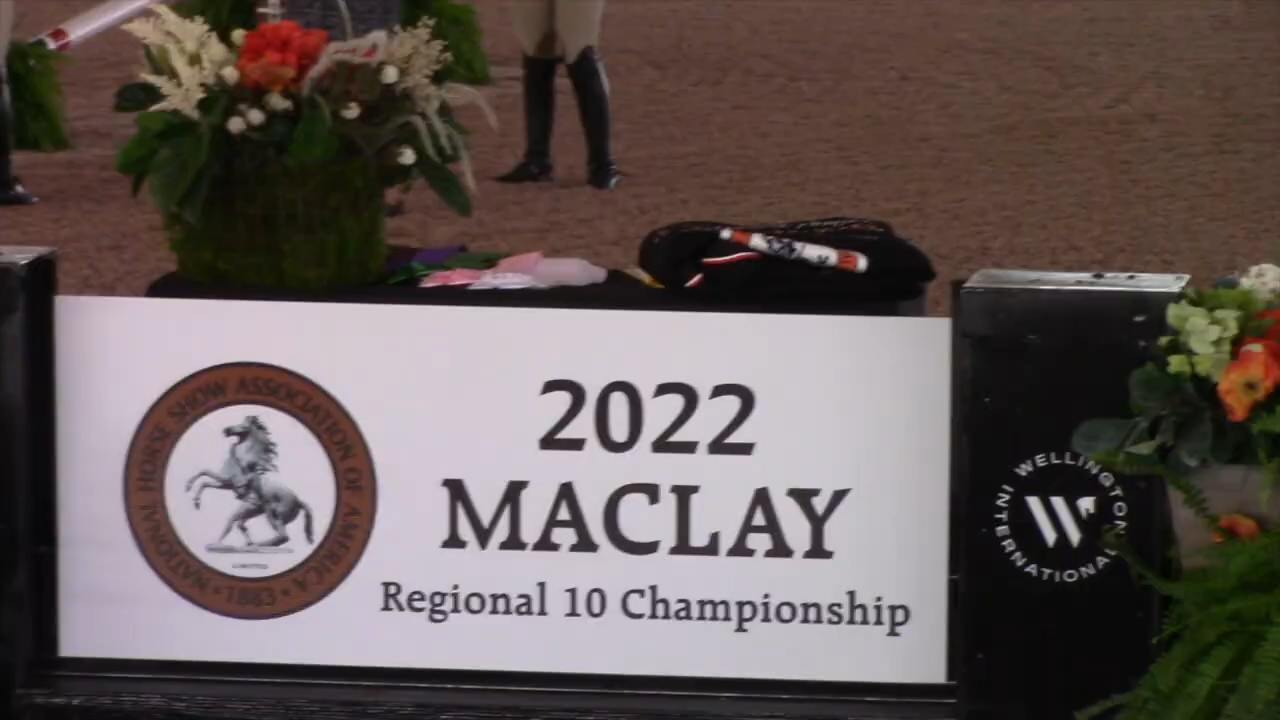 NATIONAL HORSE SHOW ASSOCIATION OF AMERICA
• 1883 •
2022
MACLAY
Regional 10 Championship
WELLINGTON
INTERNATIONAL
W